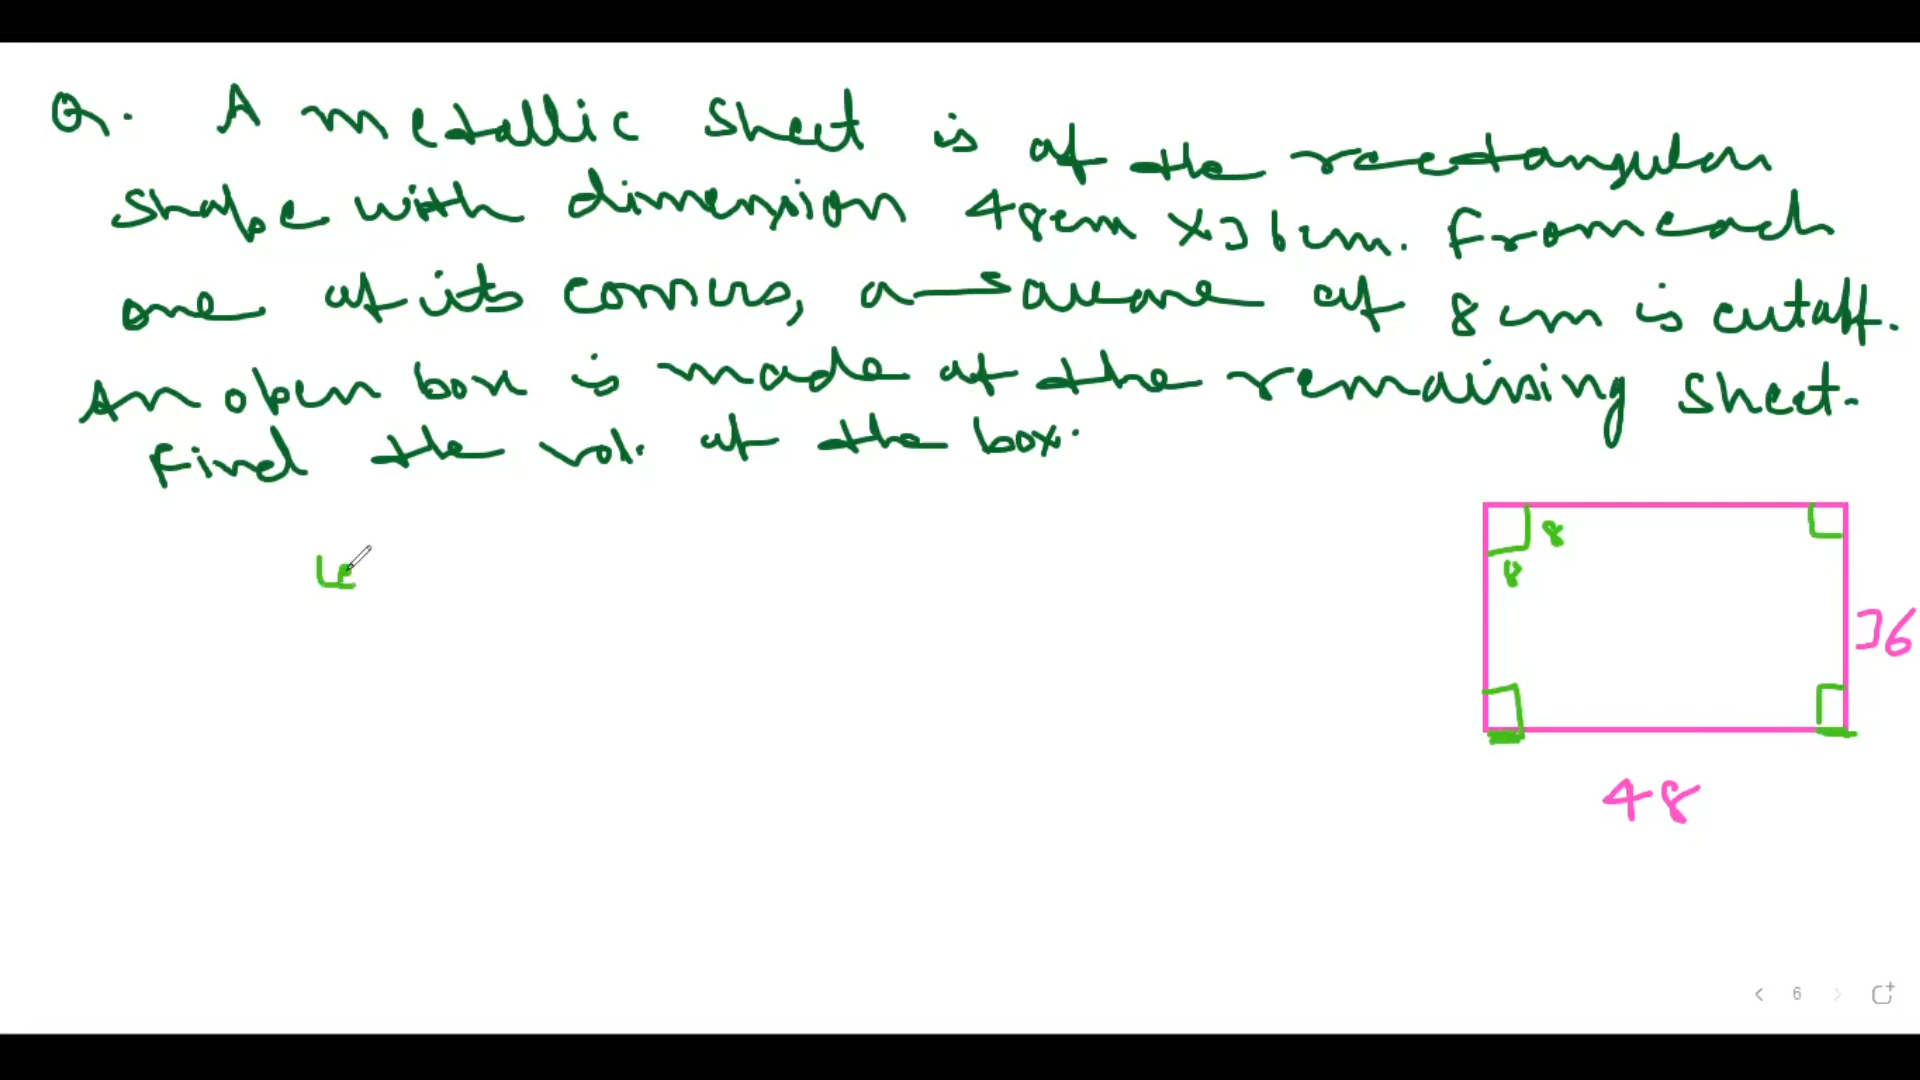 Q. A metallic sheet is of the rectangular
shape with dimension 48cm x 36cm. From each
one of its corners, a square of 8cm is cutoff.
An open box is made of the remaining sheet.
Find the vol. of the box.
8
8
36
48
6